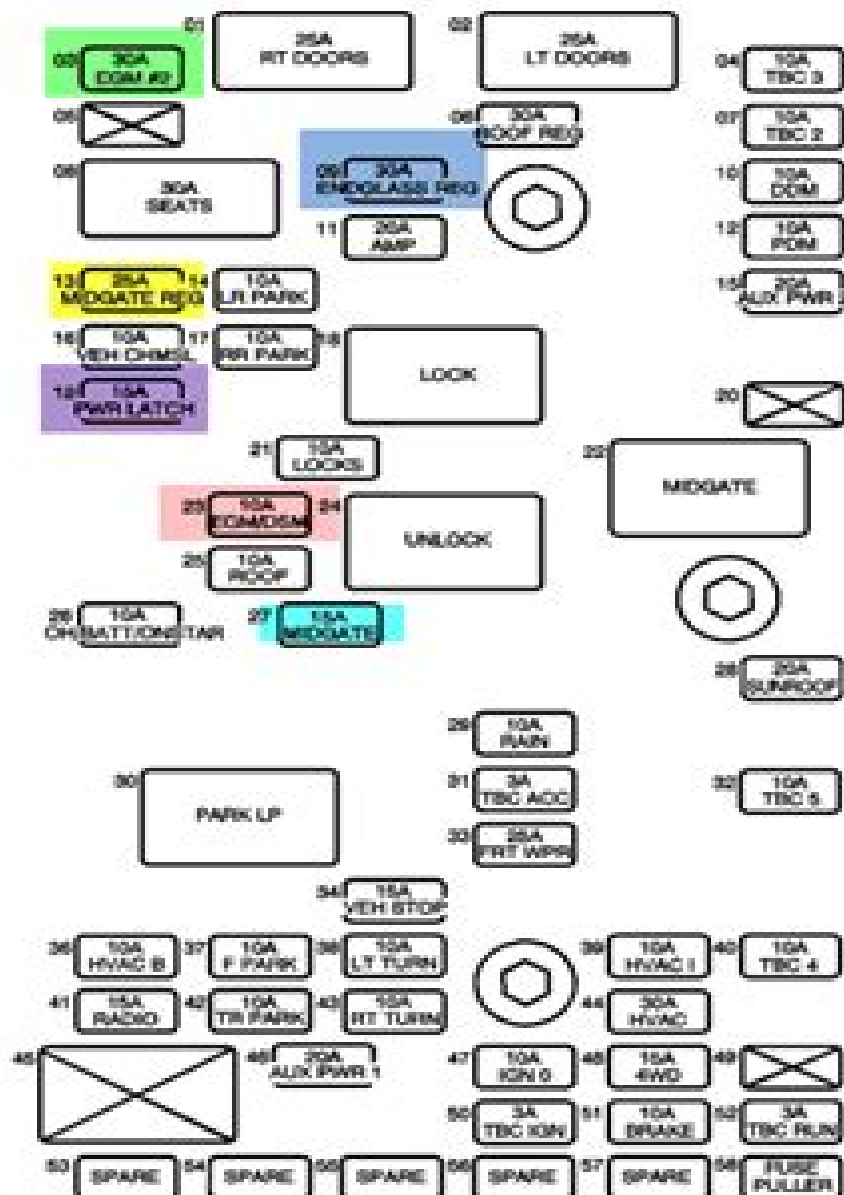 01
25A
RT DOORS
02
25A
LT DOORS
03
30A
EGM #2
04
10A
TBC 3
05
06
30A
ROOF REG
07
10A
TBC 2
08
30A
SEATS
09
30A
ENDGLASS REG
10
10A
DDM
11
20A
AMP
12
10A
PDM
13
25A
MIDGATE REG
14
10A
LR PARK
15
20A
AUX PWR 2
16
10A
VEH CHMSL
17
10A
RR PARK
18
LOCK
19
15A
PWR LATCH
20
21
10A
LOCKS
22
MIDGATE
23
10A
EGM/DSM
24
UNLOCK
25
10A
ROOF
26
10A
OH BATT/ONSTAR
27
15A
MIDGATE
28
20A
SUNROOF
29
10A
RAIN
30
PARK LP
31
3A
TBC ACC
32
10A
TBC 5
33
25A
FRT WPR
34
15A
VEH STOP
36
10A
HVAC B
37
10A
F PARK
38
10A
LT TURN
39
10A
HVAC I
40
10A
TBC 4
41
15A
RADIO
42
10A
TR PARK
43
10A
RT TURN
44
30A
HVAC
45
46
20A
AUX PWR 1
47
10A
IGN 0
48
15A
4WD
49
50
3A
TBC IGN
51
10A
BRAKE
52
3A
TBC RUN
53
SPARE
54
SPARE
55
SPARE
56
SPARE
57
SPARE
58
FUSE
PULLER